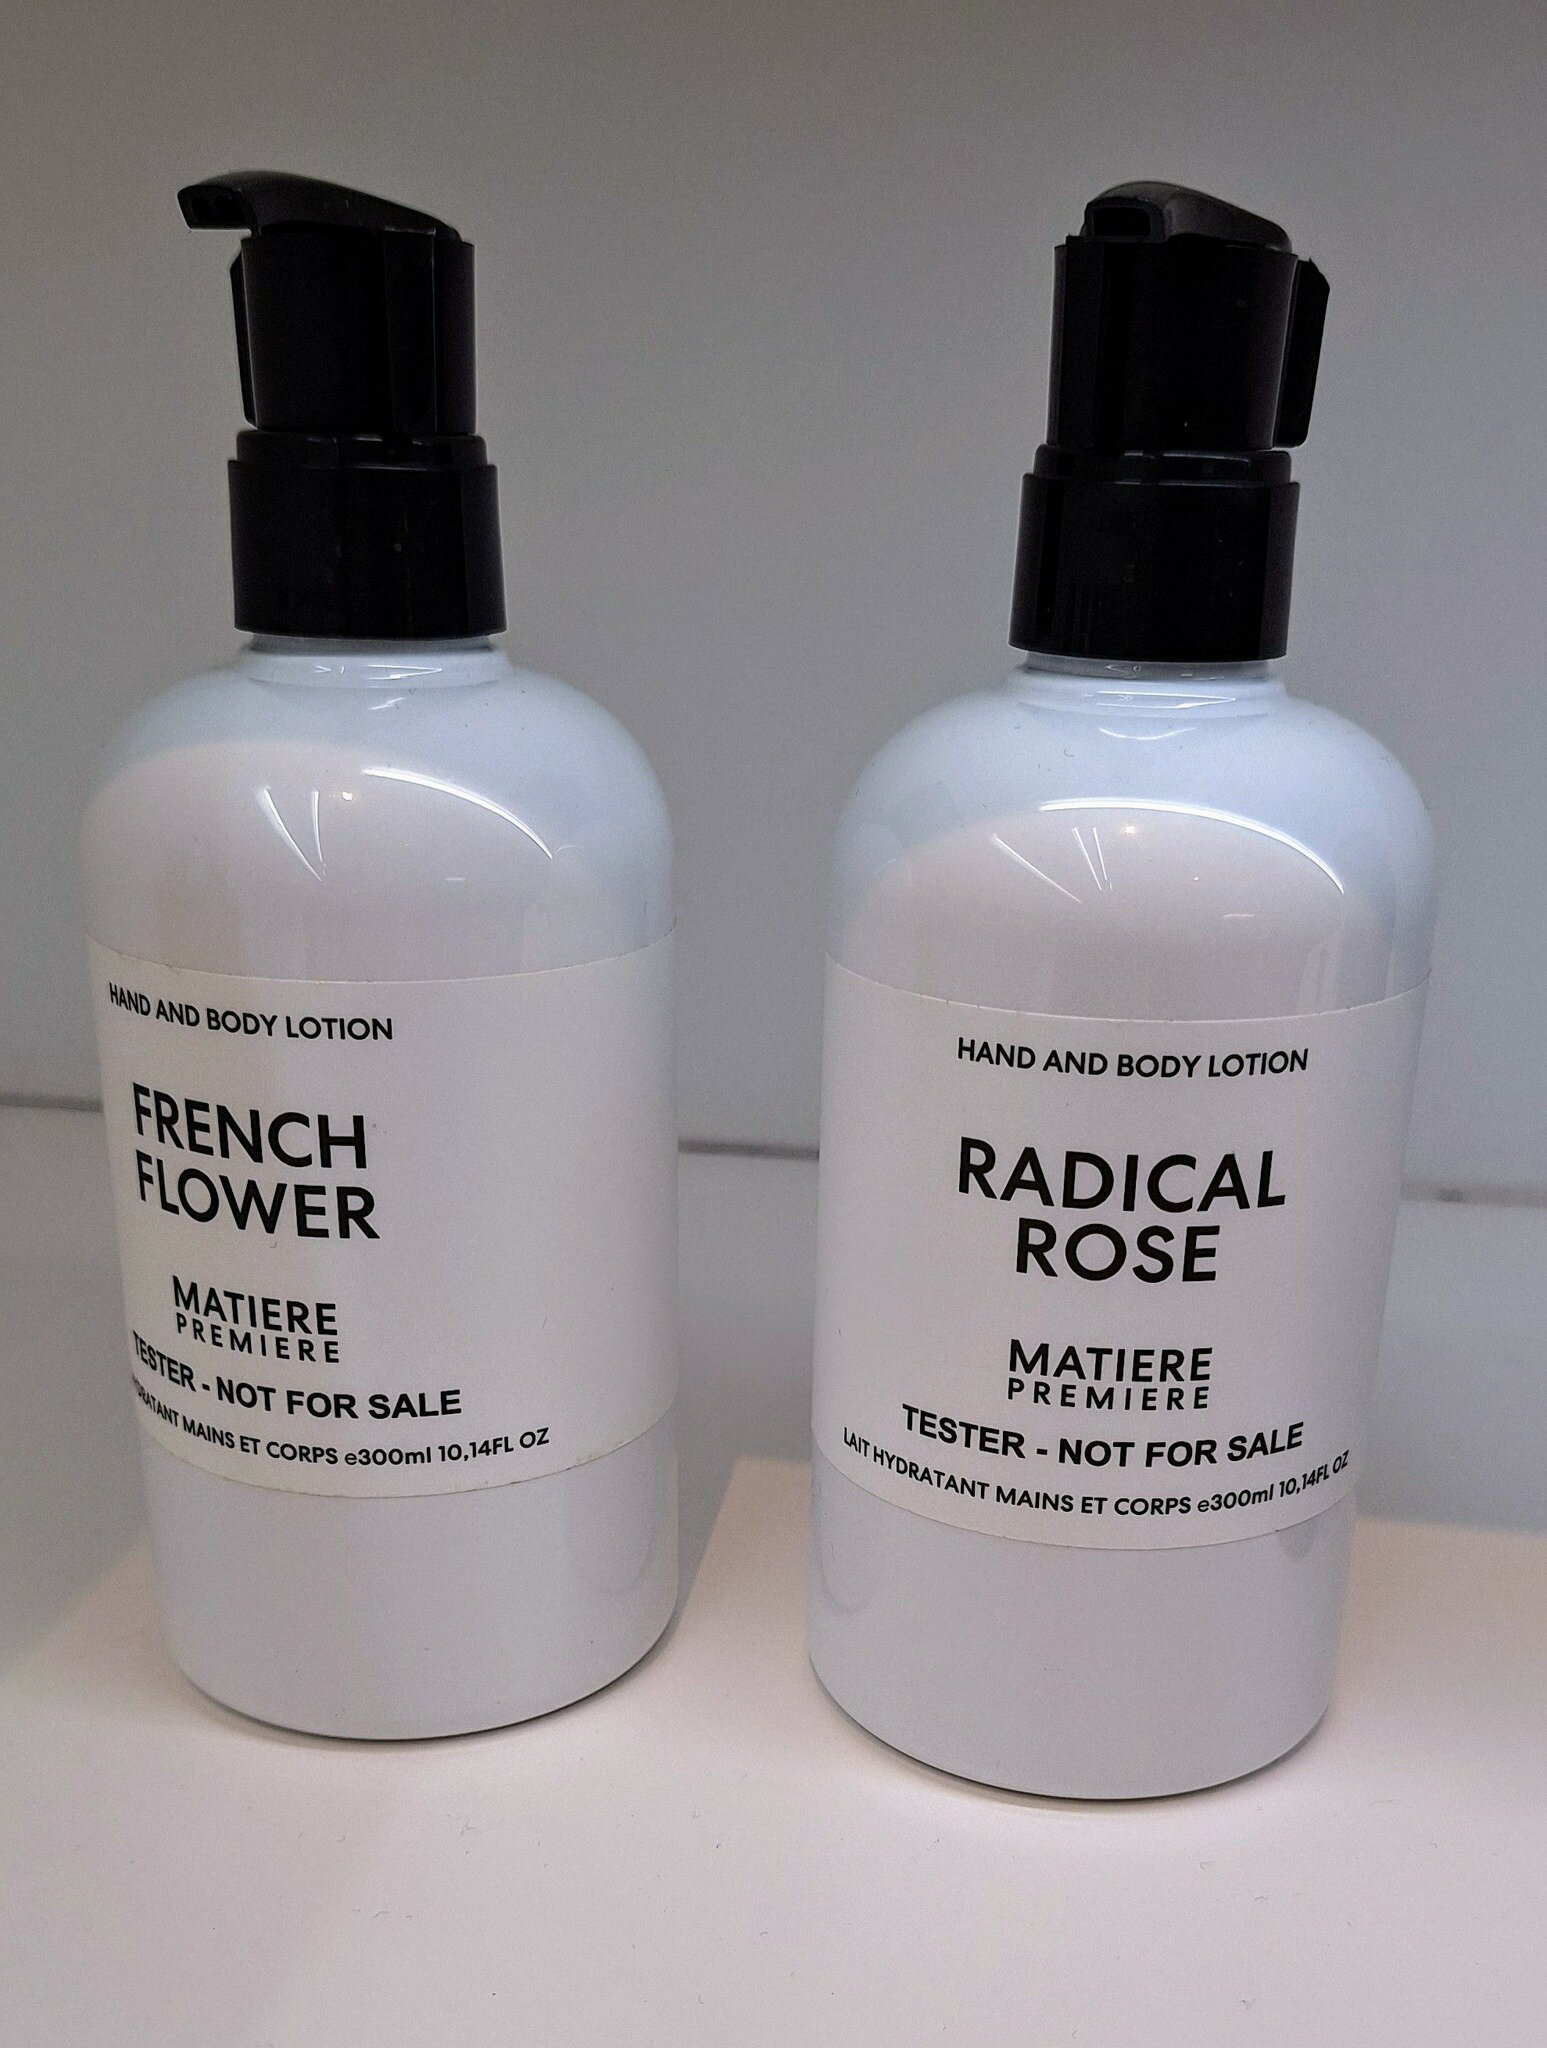 HAND AND BODY LOTION
FRENCH
FLOWER
MATIERE
PREMIERE
TESTER - NOT FOR SALE
MAINS ET CORPS e300ml 10,14FL OZ
HAND AND BODY LOTION
RADICAL
ROSE
MATIERE
PREMIERE
TESTER - NOT FOR SALE
LAIT HYDRATANT MAINS ET CORPS e300ml 10,14FL OZ